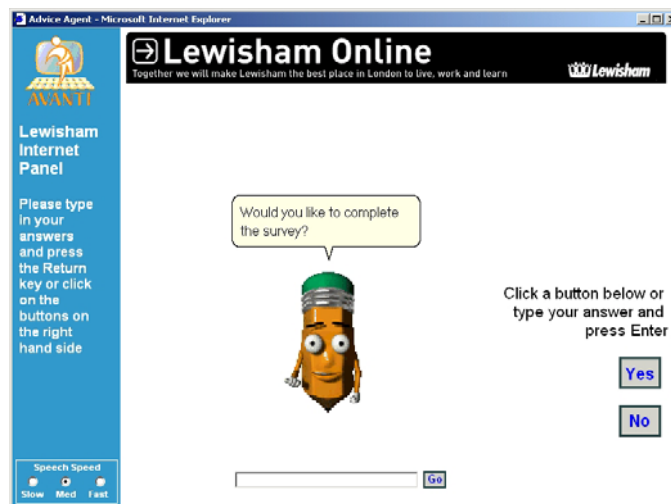 Advice Agent - Microsoft Internet Explorer
AVANTI
Lewisham
Internet
Panel
Please type
in your
answers
and press
the Return
key or click
on the
buttons on
the right
hand side
Speech Speed
Slow Med Fast
Lewisham Online
Together we will make Lewisham the best place in London to live, work and learn
Lewisham
Would you like to complete
the survey?
Click a button below or
type your answer and
press Enter
Yes
No
Go